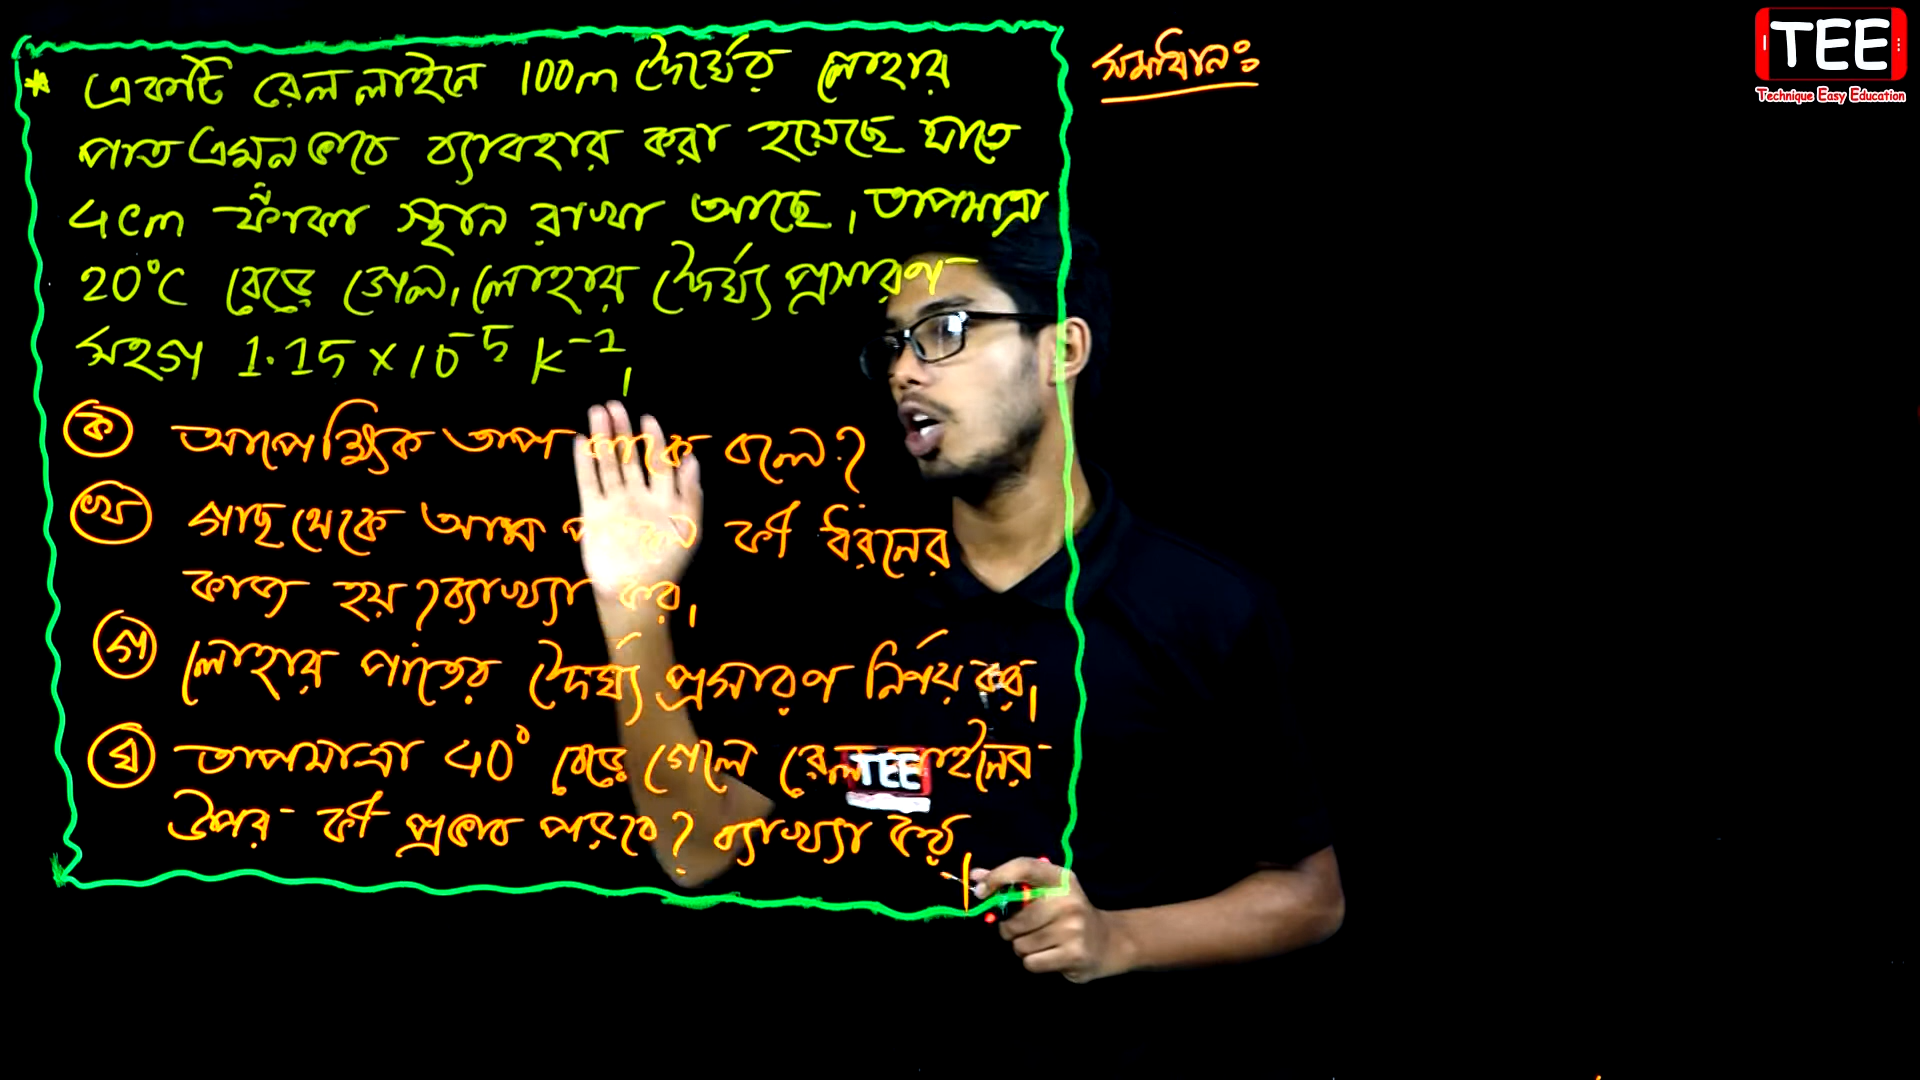 * একটি রেল লাইনে 100m দৈর্ঘ্যের লোহার
পাত এমন ভাবে ব্যাবহার করা হয়েছে যাতে
4cm ফাঁকা স্থান রাখা আছে। তাপমাত্রা
20°C বেড়ে গেল। লোহার দৈর্ঘ্য প্রসারণ
সহগ 1.15 × 10⁻⁵ k⁻¹।
ক আপেক্ষিক তাপ কাকে বলে?
খ গাছ থেকে আম কী ধরনের
কাজ হয়? ব্যাখ্যা কর।
গ লোহার পাতের দৈর্ঘ্য প্রসারণ নির্ণয় কর।
ঘ তাপমাত্রা 40° বেড়ে গেলে রেল লাইনের
উপর কী প্রভাব পড়বে? ব্যাখ্যা কর।
সমাধানঃ
TEE
Technique Easy Education
TEE